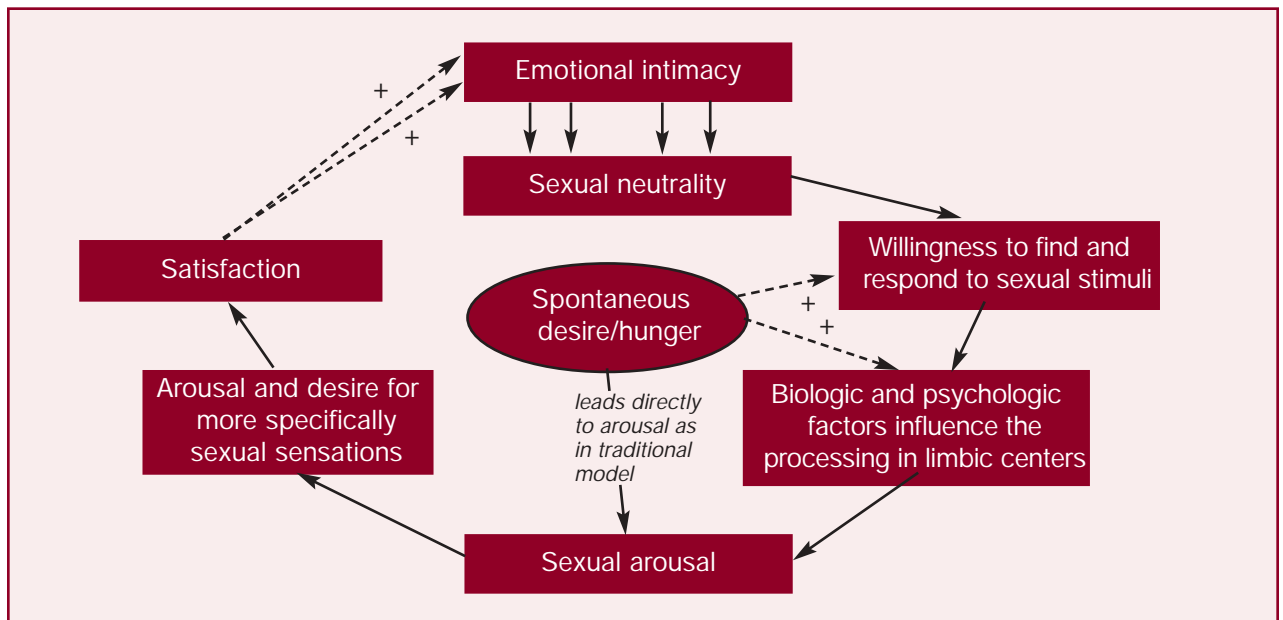 Emotional intimacy
+
+
Sexual neutrality
Willingness to find and
respond to sexual stimuli
Satisfaction
Spontaneous
desire/hunger
+
+
Arousal and desire for
more specifically
sexual sensations
leads directly
to arousal as
in traditional
model
Biologic and psychologic
factors influence the
processing in limbic centers
Sexual arousal